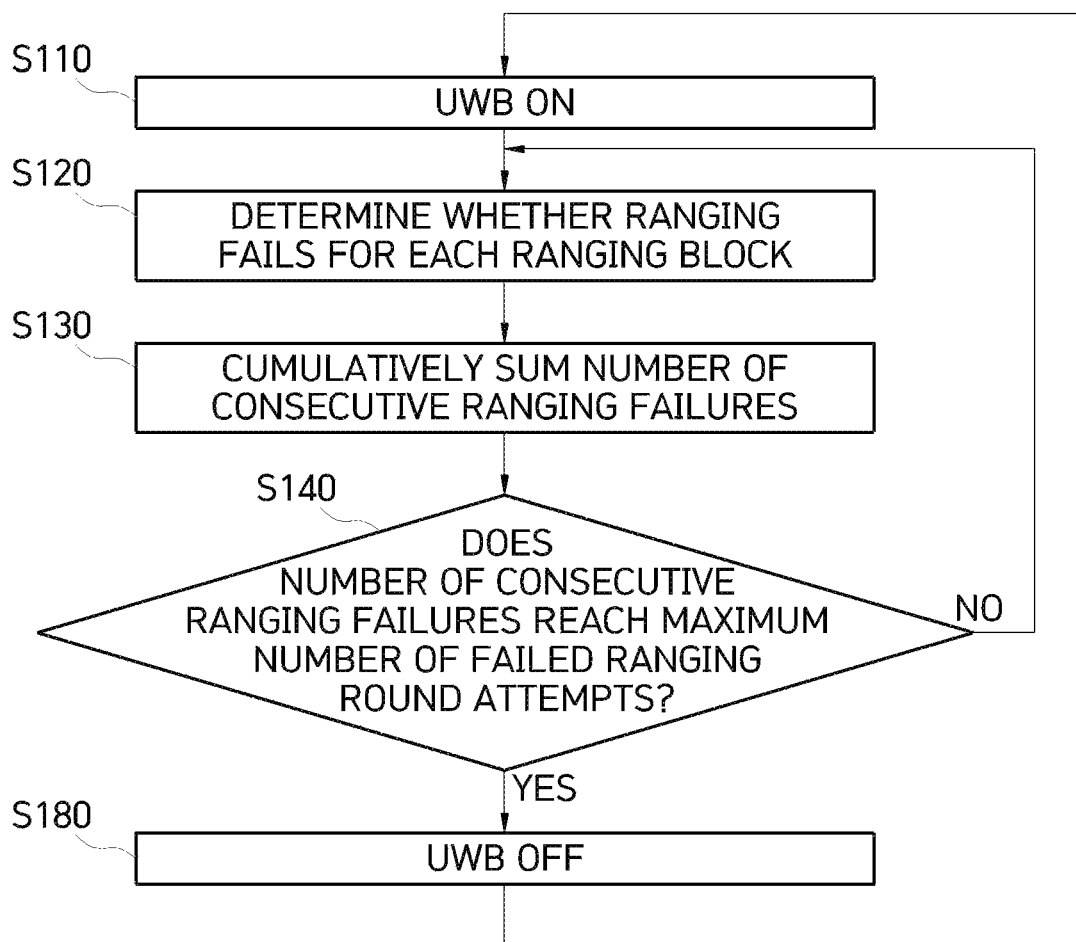 S110
UWB ON
S120
DETERMINE WHETHER RANGING
FAILS FOR EACH RANGING BLOCK
S130
CUMULATIVELY SUM NUMBER OF
CONSECUTIVE RANGING FAILURES
S140
DOES
NUMBER OF CONSECUTIVE
RANGING FAILURES REACH MAXIMUM
NUMBER OF FAILED RANGING
ROUND ATTEMPTS?
NO
YES
S180
UWB OFF